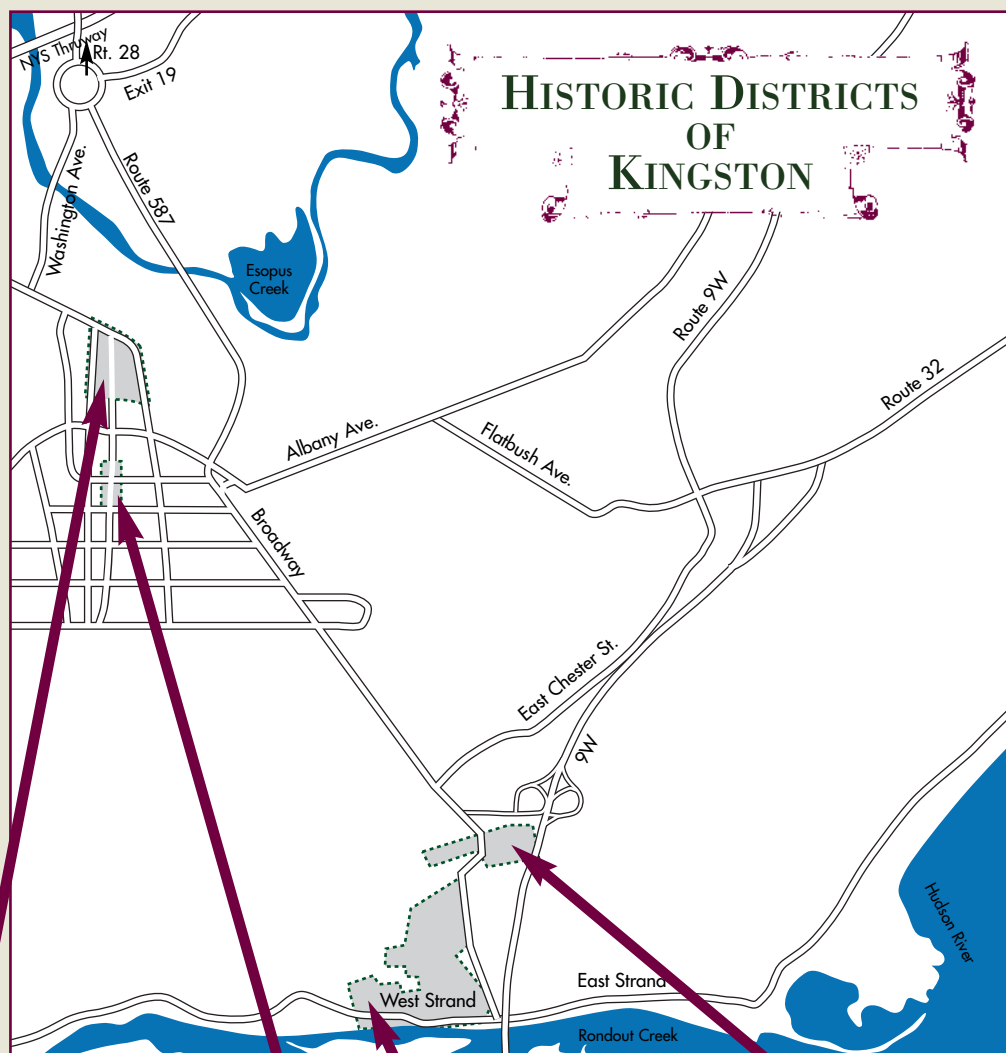 NYS Thruway
Rt. 28
Exit 19
HISTORIC DISTRICTS
OF
KINGSTON
Washington Ave.
Route 587
Esopus
Creek
Route 9W
Route 32
Albany Ave.
Flatbush Ave.
Broadway
East Chester St.
9W
Hudson River
East Strand
West Strand
Rondout Creek